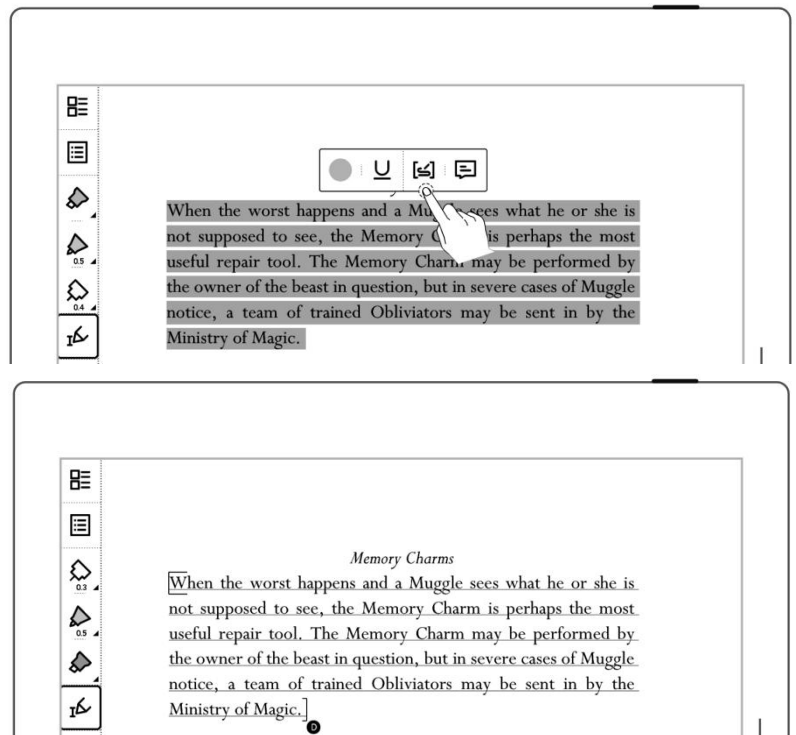 0.5
0.4
When the worst happens and a Mu sees what he or she is
not supposed to see, the Memory C is perhaps the most
useful repair tool. The Memory Charm may be performed by
the owner of the beast in question, but in severe cases of Muggle
notice, a team of trained Obliviators may be sent in by the
Ministry of Magic.
0.3
0.5
Memory Charms
When the worst happens and a Muggle sees what he or she is
not supposed to see, the Memory Charm is perhaps the most
useful repair tool. The Memory Charm may be performed by
the owner of the beast in question, but in severe cases of Muggle
notice, a team of trained Obliviators may be sent in by the
Ministry of Magic.
D